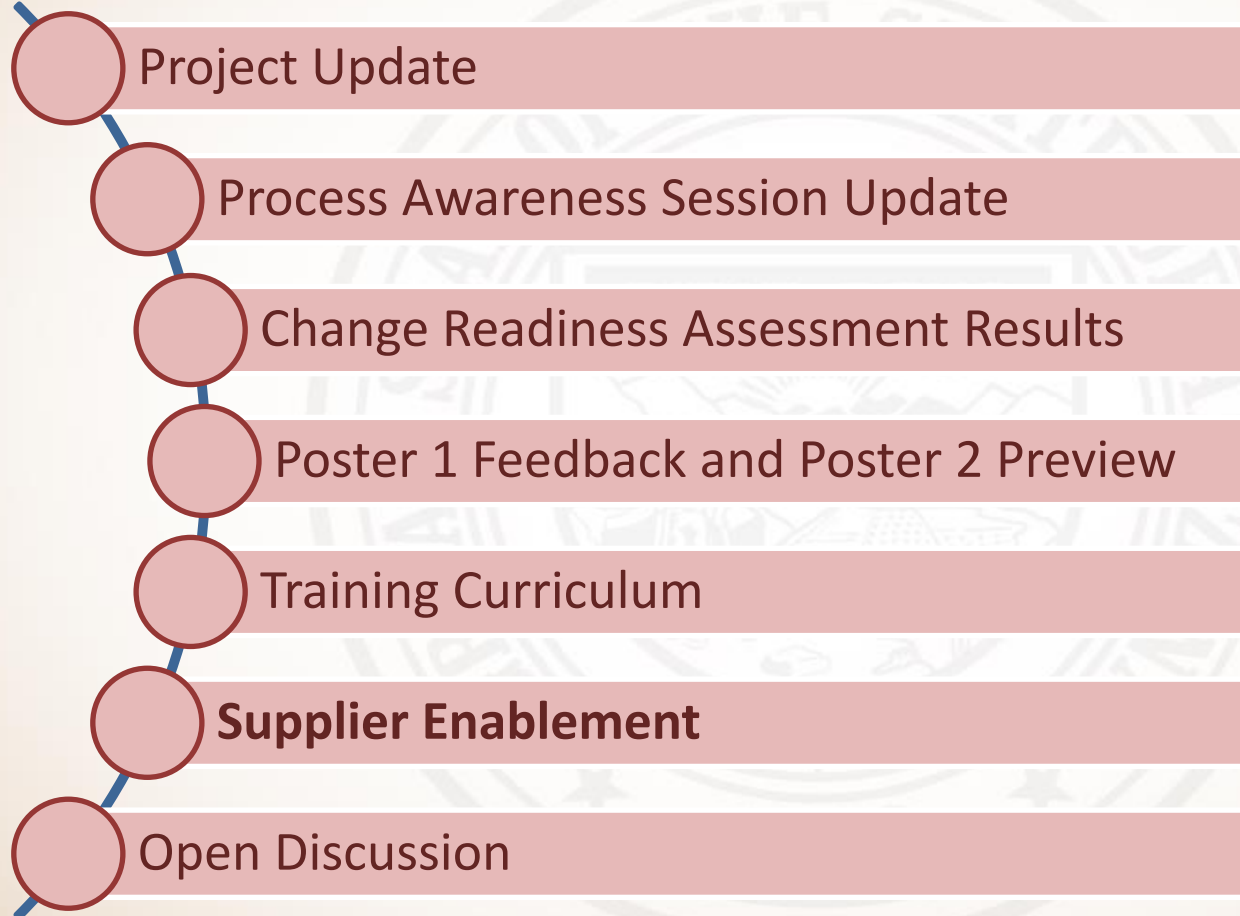 Project Update
Process Awareness Session Update
Change Readiness Assessment Results
Poster 1 Feedback and Poster 2 Preview
Training Curriculum
Supplier Enablement
Open Discussion